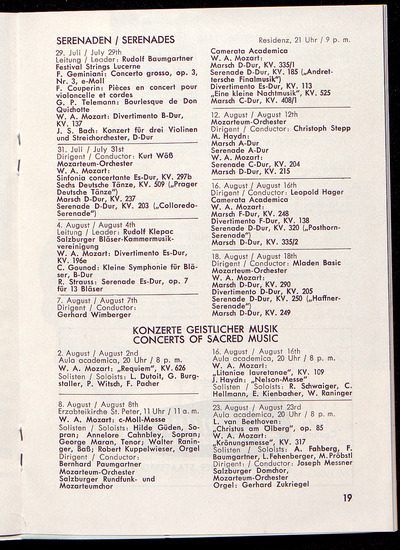 SERENADEN / SERENADES
Residenz, 21 Uhr / 9 p. m.
29. Juli / July 29th
Leitung / Leader: Rudolf Baumgartner
Festival Strings Lucerne
F. Geminiani: Concerto grosso, op. 3,
Nr. 3, e-Moll
F. Couperin: Pièces en concert pour
violoncelle et cordes
G. P. Telemann: Bourlesque de Don
Quichotte
W. A. Mozart: Divertimento B-Dur,
KV. 137
J. S. Bach: Konzert für drei Violinen
und Streichorchester, D-Dur
31. Juli / July 31st
Dirigent / Conductor: Kurt Wöß
Mozarteum-Orchester
W. A. Mozart:
Sinfonia concertante Es-Dur, KV. 297b
Sechs Deutsche Tänze, KV. 509 („Prager
Deutsche Tänze“)
Marsch D-Dur, KV. 237
Serenade D-Dur, KV. 203 („Colloredo-
Serenade“)
4. August / August 4th
Leitung / Leader: Rudolf Klepac
Salzburger Bläser-Kammermusik-
vereinigung
W. A. Mozart: Divertimento Es-Dur,
KV. 196e
C. Gounod: Kleine Symphonie für Blä-
ser, B-Dur
R. Strauss: Serenade Es-Dur, op. 7
für 13 Bläser
7. August / August 7th
Dirigent / Conductor:
Gerhard Wimberger
Camerata Academica
W. A. Mozart:
Marsch D-Dur, KV. 335/1
Serenade D-Dur, KV. 185 („Andret-
tersche Finalmusik“)
Divertimento Es-Dur, KV. 113
„Eine kleine Nachtmusik“, KV. 525
Marsch C-Dur, KV. 408/1
12. August / August 12th
Mozarteum-Orchester
Dirigent / Conductor: Christoph Stepp
M. Haydn:
Marsch A-Dur
Serenade A-Dur
W. A. Mozart:
Serenade C-Dur, KV. 204
Marsch D-Dur, KV. 215
16. August / August 16th
Dirigent / Conductor: Leopold Hager
Camerata Academica
W. A. Mozart:
Marsch F-Dur, KV. 248
Divertimento F-Dur, KV. 138
Serenade D-Dur, KV. 320 („Posthorn-
Serenade“)
Marsch D-Dur, KV. 335/2
18. August / August 18th
Dirigent / Conductor: Mladen Basic
Mozarteum-Orchester
W. A. Mozart:
Marsch D-Dur, KV. 290
Divertimento D-Dur, KV. 205
Serenade D-Dur, KV. 250 („Haffner-
Serenade“)
Marsch D-Dur, KV. 249
KONZERTE GEISTLICHER MUSIK
CONCERTS OF SACRED MUSIC
2. August / August 2nd
Aula academica, 20 Uhr / 8 p. m.
W. A. Mozart: „Requiem“, KV. 626
Solisten / Soloists: L. Dutoit, G. Burg-
staller, P. Witsch, F. Pacher
8. August / August 8th
Erzabteikirche St. Peter, 11 Uhr / 11 a. m.
W. A. Mozart: c-Moll-Messe
Solisten / Soloists: Hilde Güden, So-
pran; Annelore Cahnbley, Sopran;
George Maran, Tenor; Walter Ranin-
ger, Baß; Robert Kuppelwieser, Orgel
Dirigent / Conductor:
Bernhard Paumgartner
Mozarteum-Orchester
Salzburger Rundfunk- und
Mozarteumchor
16. August / August 16th
Aula academica, 20 Uhr / 8 p. m.
W. A. Mozart:
„Litaniae lauretanae“, KV. 109
J. Haydn: „Nelson-Messe“
Solisten / Soloists: R. Schwaiger, C.
Hellmann, E. Kienbacher, W. Raninger
23. August / August 23rd
Aula academica, 20 Uhr / 8 p. m.
L. van Beethoven:
„Christus am Ölberg“, op. 85
W. A. Mozart:
„Krönungsmesse“, KV. 317
Solisten / Soloists: A. Fahberg, F.
Baumgartner, L. Fehenberger, M. Pröbstl
Dirigent / Conductor: Joseph Messner
Salzburger Domchor,
Mozarteum-Orchester
Orgel: Gerhard Zukriegel
19